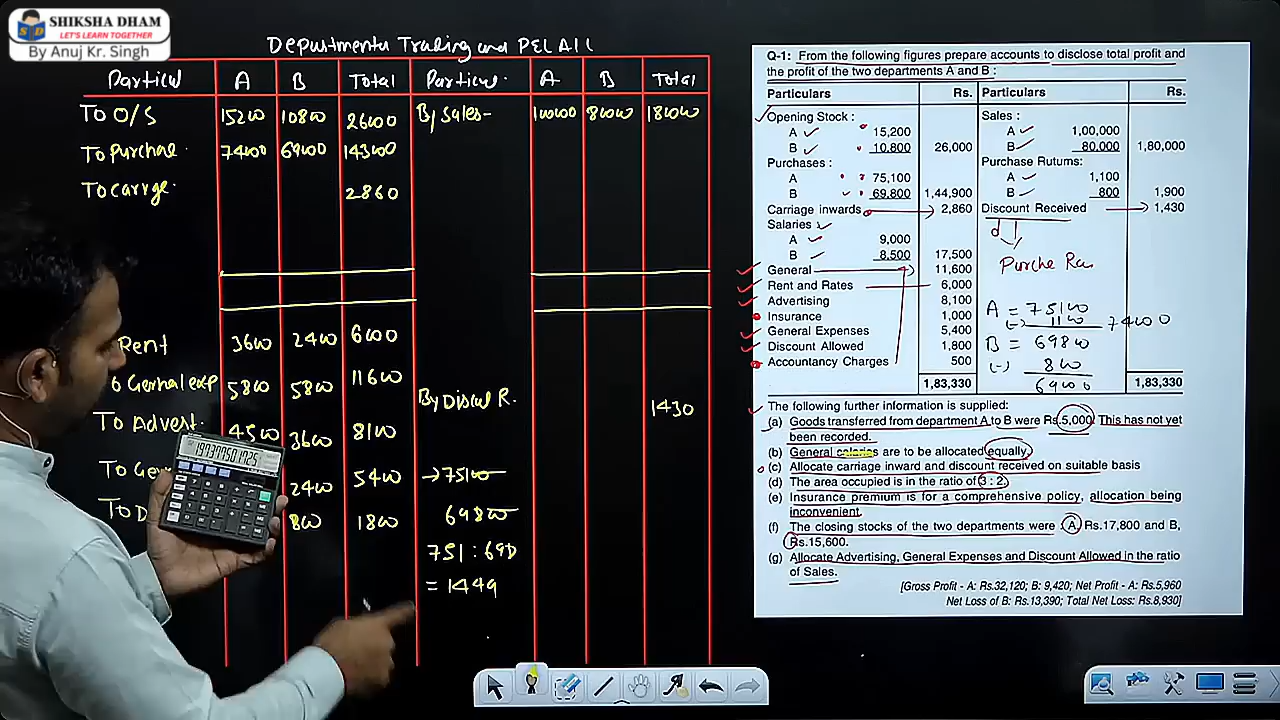 SHIKSHA DHAM
LET'S LEARN TOGETHER
By Anuj Kr. Singh
Departmental Trading and P&L A/c
Particul A B Total Particul. A B Total
To O/S 15200 10800 26000 By Sales- 100000 80000 180000
To Purchase. 74000 69000 143000
To Carrge. 2860
Rent 3600 2400 6000
o Gernal exp 5800 5800 11600
By Discul R. 1430
To Advert. 4500 3600 8100
To Ge 2400 5400
To D 800 1800
→75100
69800
751 : 698
= 1449
Q-1: From the following figures prepare accounts to disclose total profit and
the profit of the two departments A and B :
Particulars Rs. Particulars Rs.
Opening Stock : Sales :
A 15,200 A 1,00,000
B 10.800 26,000 B 80.000 1,80,000
Purchases : Purchase Ruturns:
A 75,100 A 1,100
B 69.800 1,44,900 B 800 1,900
Carriage inwards 2,860 Discount Received 1,430
Salaries :
A 9,000
B 8.500 17,500
General 11,600
Rent and Rates 6,000
Advertising 8,100
Insurance 1,000
General Expenses 5,400
Discount Allowed 1,800
Accountancy Charges 500
1,83,330 1,83,330
Purche Ra.
A = 75100
(-) 1100 74000
B = 69800
(-) 800
69000
The following further information is supplied:
(a) Goods transferred from department A to B were Rs.5,000 This has not yet
been recorded.
(b) General salaries are to be allocated equally.
(c) Allocate carriage inward and discount received on suitable basis
(d) The area occupied is in the ratio of 3 : 2.
(e) Insurance premium is for a comprehensive policy, allocation being
inconvenient.
(f) The closing stocks of the two departments were : A Rs.17,800 and B,
Rs.15,600.
(g) Allocate Advertising, General Expenses and Discount Allowed in the ratio
of Sales.
[Gross Profit - A: Rs.32,120; B: 9,420; Net Profit - A: Rs.5,960
Net Loss of B: Rs.13,390; Total Net Loss: Rs.8,930]